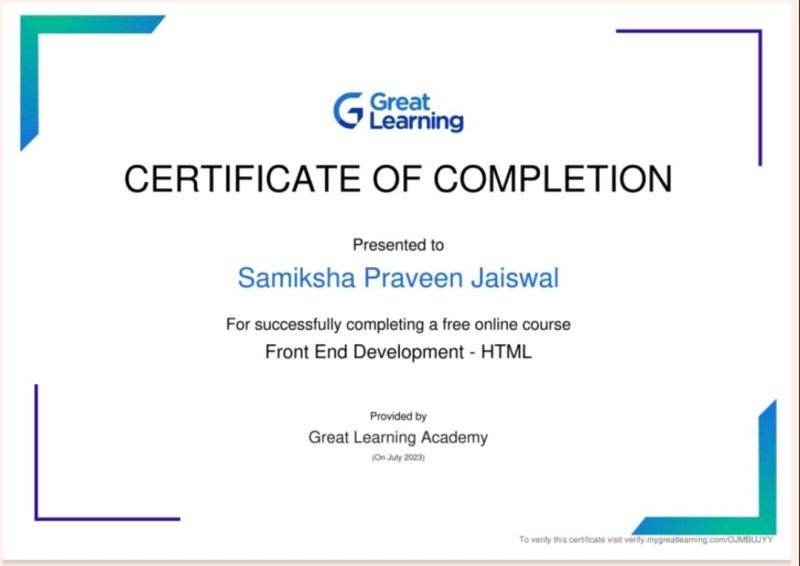 Great
Learning
CERTIFICATE OF COMPLETION
Presented to
Samiksha Praveen Jaiswal
For successfully completing a free online course
Front End Development - HTML
Provided by
Great Learning Academy
(On July 2023)
To verify this certificate visit verify.mygreatlearning.com/OJMBUJYY